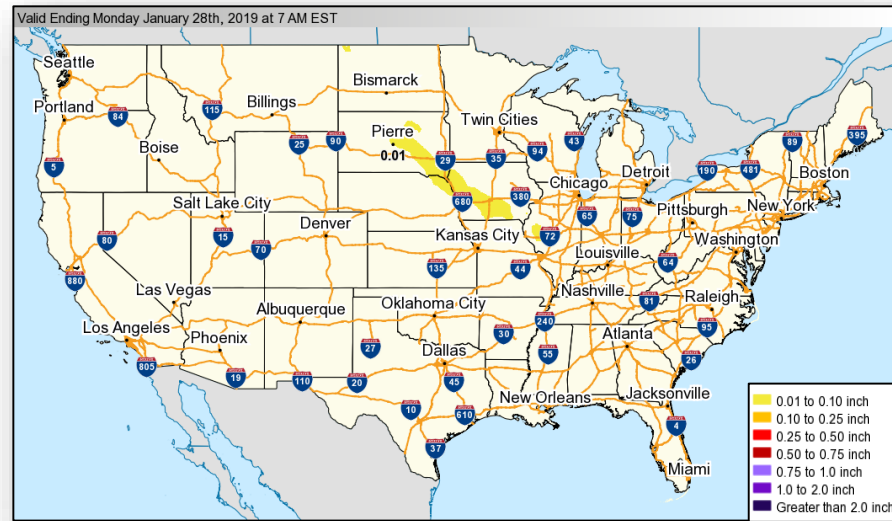 Valid Ending Monday January 28th, 2019 at 7 AM EST
Seattle
Bismarck
Portland
84
115
Billings
Twin Cities
395
Pierre
Boise
25
90
0.01
29
35
94
43
89
5
190
481
Boston
Chicago
Detroit
Salt Lake City
680
380
New York
65
75
Pittsburgh
80
15
Denver
70
Kansas City
72
Washington
Louisville
64
880
135
44
Las Vegas
Albuquerque
Oklahoma City
Nashville
81
Raleigh
Los Angeles
Phoenix
27
30
240
Atlanta
95
805
19
110
20
Dallas
45
55
26
10
610
New Orleans
Jacksonville
37
4
Miami
0.01 to 0.10 inch
0.10 to 0.25 inch
0.25 to 0.50 inch
0.50 to 0.75 inch
0.75 to 1.0 inch
1.0 to 2.0 inch
Greater than 2.0 inch